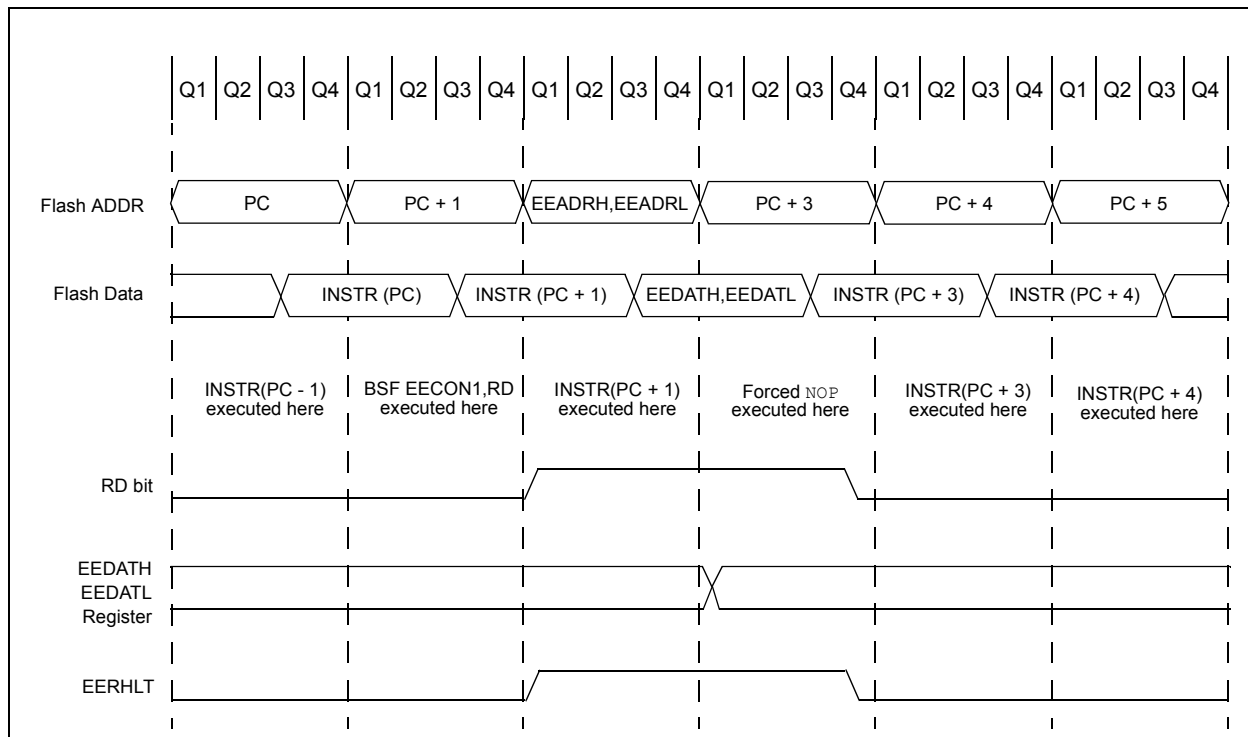 Q1 Q2 Q3 Q4 Q1 Q2 Q3 Q4 Q1 Q2 Q3 Q4 Q1 Q2 Q3 Q4 Q1 Q2 Q3 Q4 Q1 Q2 Q3 Q4
Flash ADDR PC PC + 1 EEADRH,EEADRL PC + 3 PC + 4 PC + 5
Flash Data INSTR (PC) INSTR (PC + 1) EEDATH,EEDATL INSTR (PC + 3) INSTR (PC + 4)
INSTR(PC - 1)
executed here
BSF EECON1,RD
executed here
INSTR(PC + 1)
executed here
Forced NOP
executed here
INSTR(PC + 3)
executed here
INSTR(PC + 4)
executed here
RD bit
EEDATH
EEDATL
Register
EERHLT